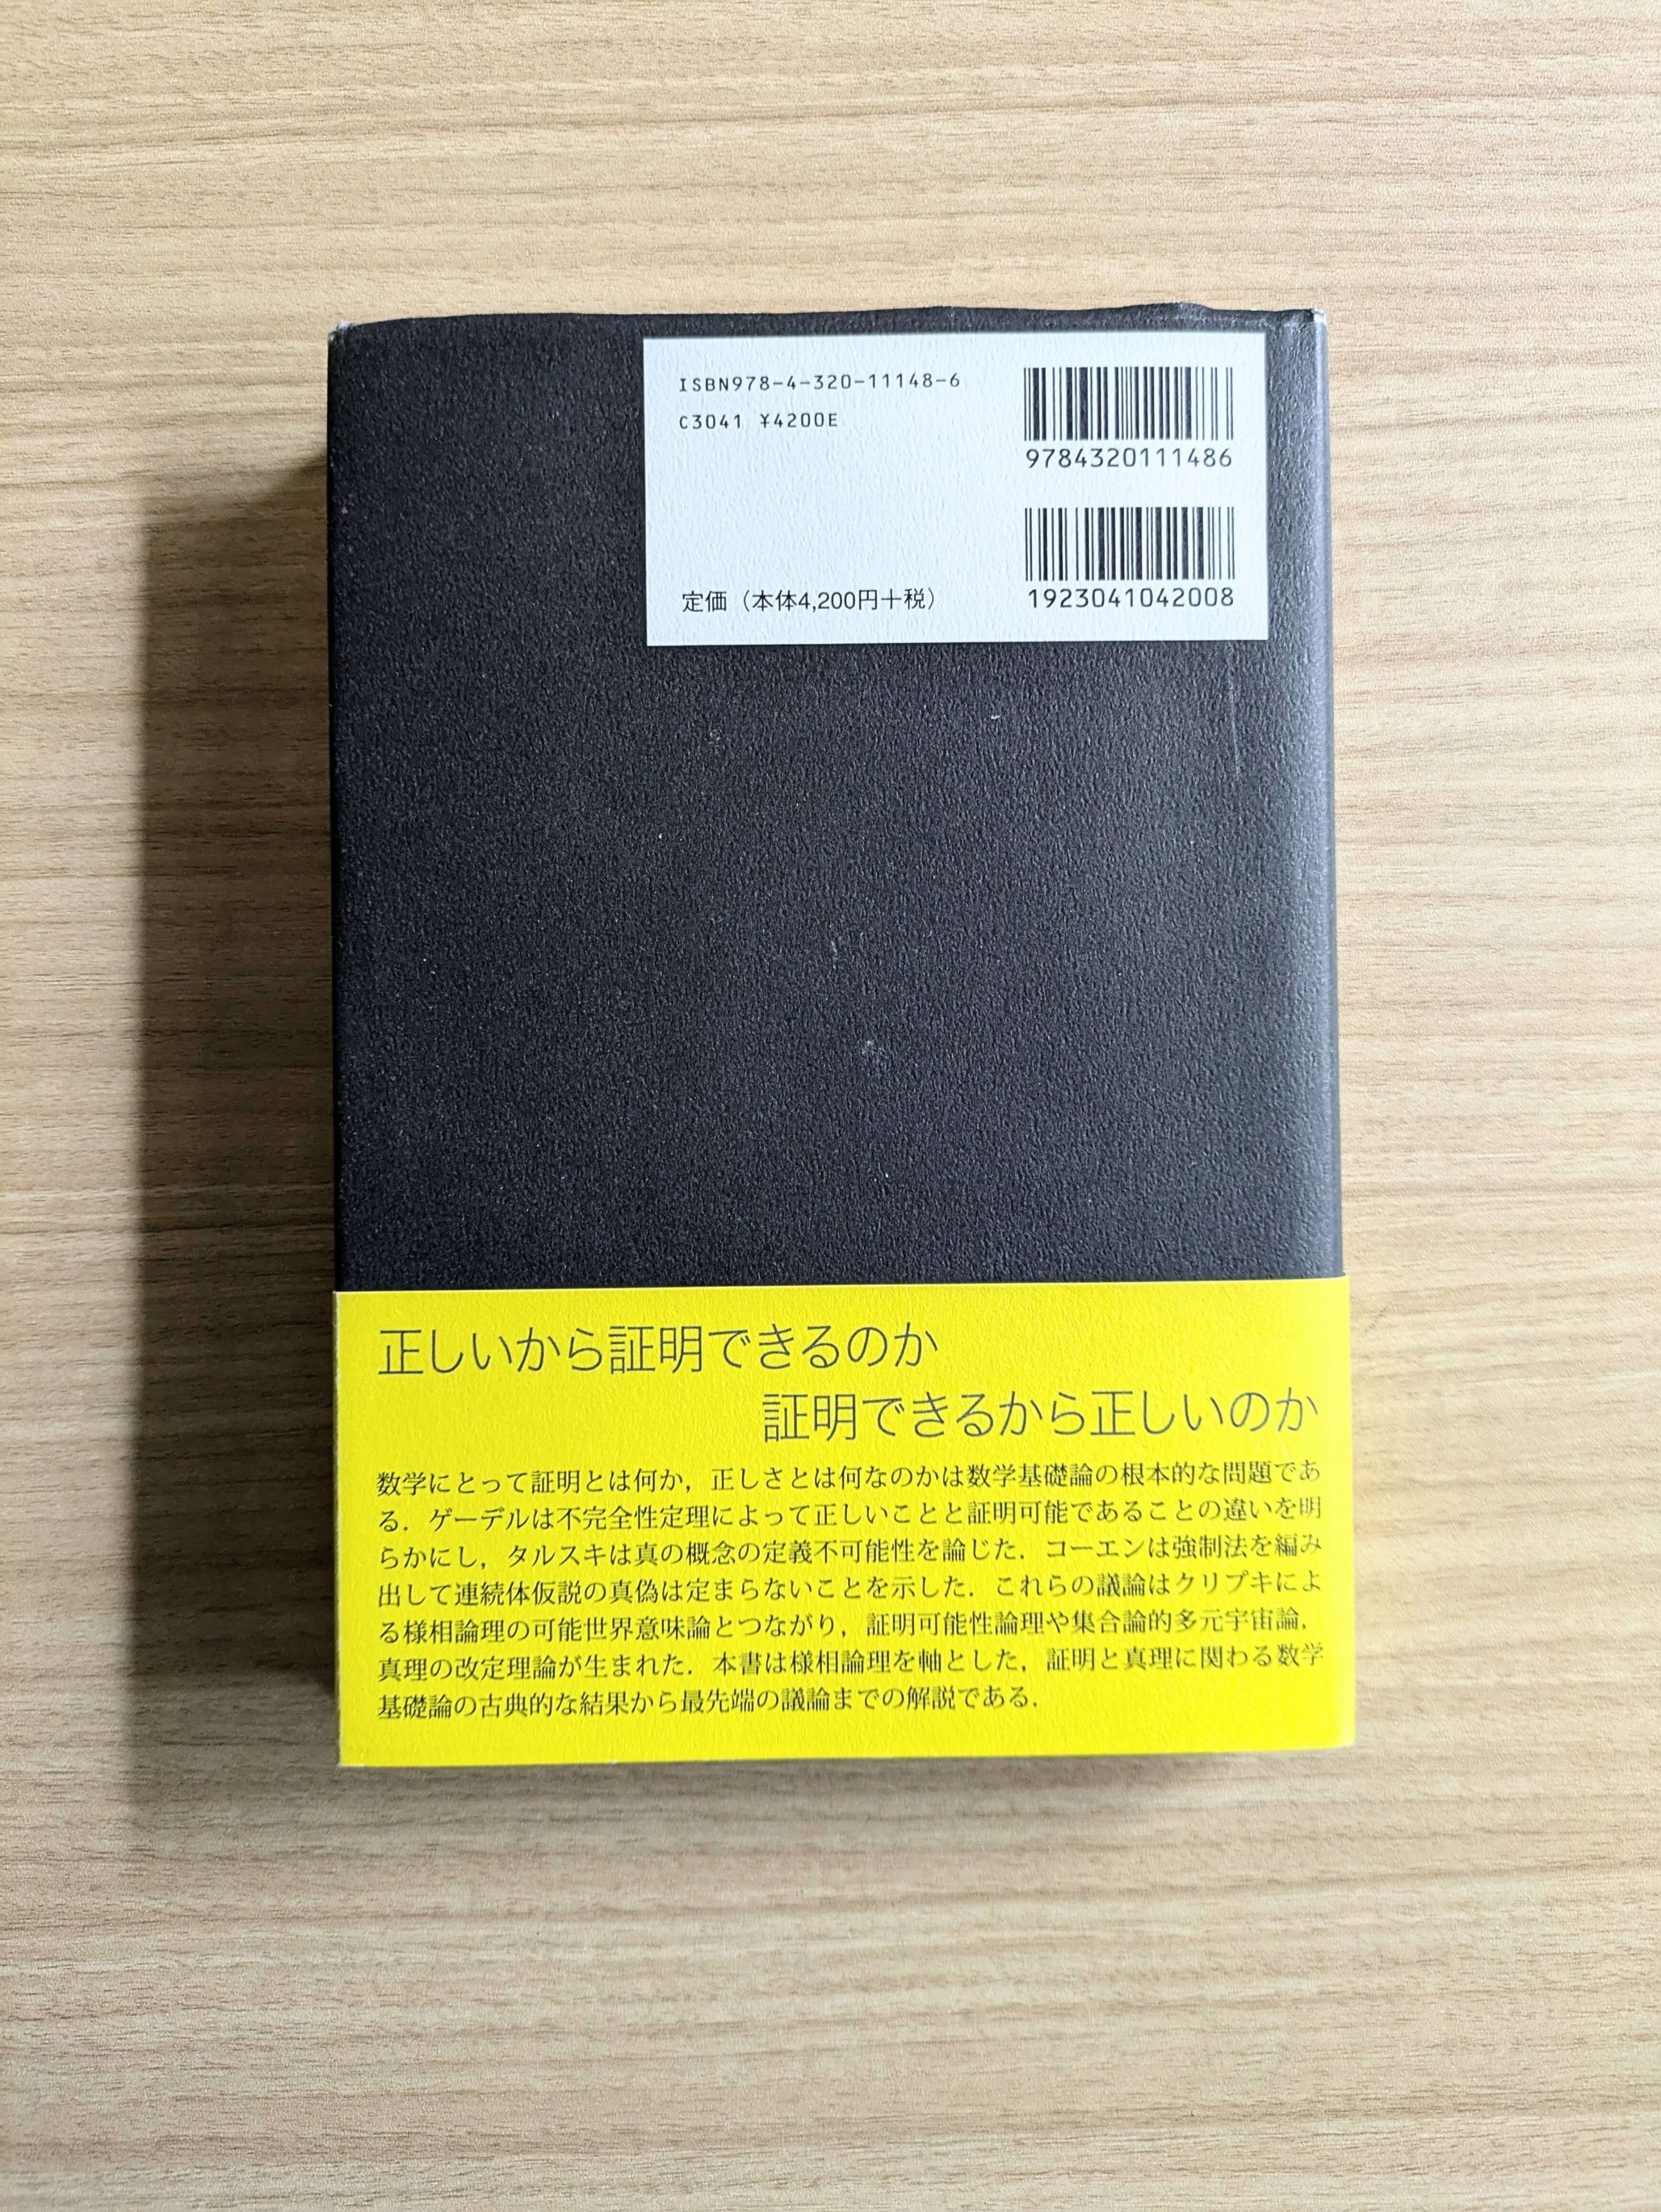 ISBN978-4-320-11148-6
C3041 ¥4200E
9784320111486
1923041042008
定価（本体4,200円＋税）
正しいから証明できるのか
証明できるから正しいのか
数学にとって証明とは何か，正しさとは何なのかは数学基礎論の根本的な問題であ
る．ゲーデルは不完全性定理によって正しいことと証明可能であることの違いを明
らかにし，タルスキは真の概念の定義不可能性を論じた．コーエンは強制法を編み
出して連続体仮説の真偽は定まらないことを示した．これらの議論はクリプキによ
る様相論理の可能世界意味論とつながり，証明可能性論理や集合論的多元宇宙論，
真理の改定理論が生まれた．本書は様相論理を軸とした，証明と真理に関わる数学
基礎論の古典的な結果から最先端の議論までの解説である．